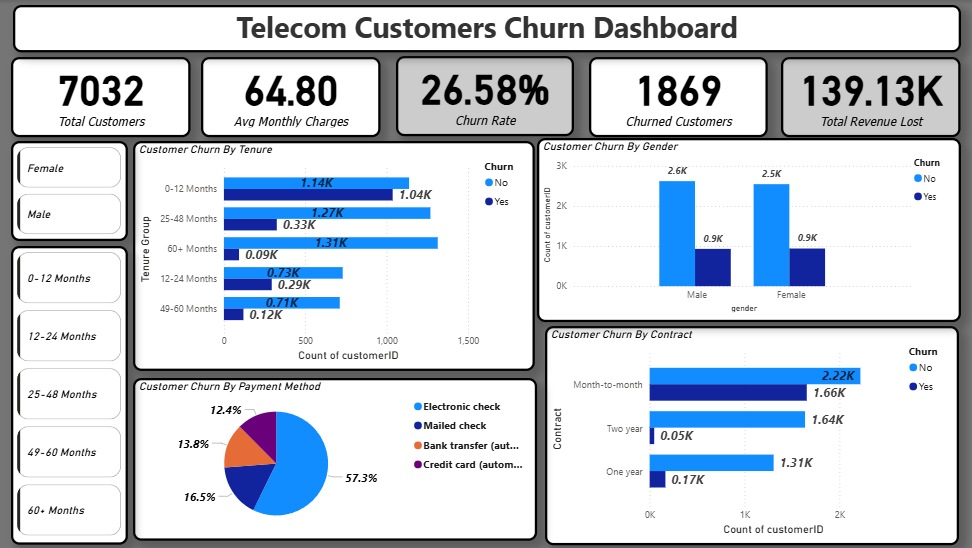 Telecom Customers Churn Dashboard
7032
Total Customers
64.80
Avg Monthly Charges
26.58%
Churn Rate
1869
Churned Customers
139.13K
Total Revenue Lost
Female
Male
0-12 Months
12-24 Months
25-48 Months
49-60 Months
60+ Months
Customer Churn By Tenure
Churn
No
Yes
Tenure Group
0-12 Months
1.14K
1.04K
25-48 Months
1.27K
0.33K
60+ Months
1.31K
0.09K
12-24 Months
0.73K
0.29K
49-60 Months
0.71K
0.12K
0 500 1,000 1,500
Count of customerID
Customer Churn By Gender
Churn
No
Yes
Count of customerID
3K
2K
1K
0K
2.6K
0.9K
2.5K
0.9K
Male Female
gender
Customer Churn By Payment Method
12.4%
13.8%
16.5%
57.3%
Electronic check
Mailed check
Bank transfer (aut...
Credit card (autom...
Customer Churn By Contract
Churn
No
Yes
Contract
Month-to-month
2.22K
1.66K
Two year
1.64K
0.05K
One year
1.31K
0.17K
0K 1K 2K
Count of customerID